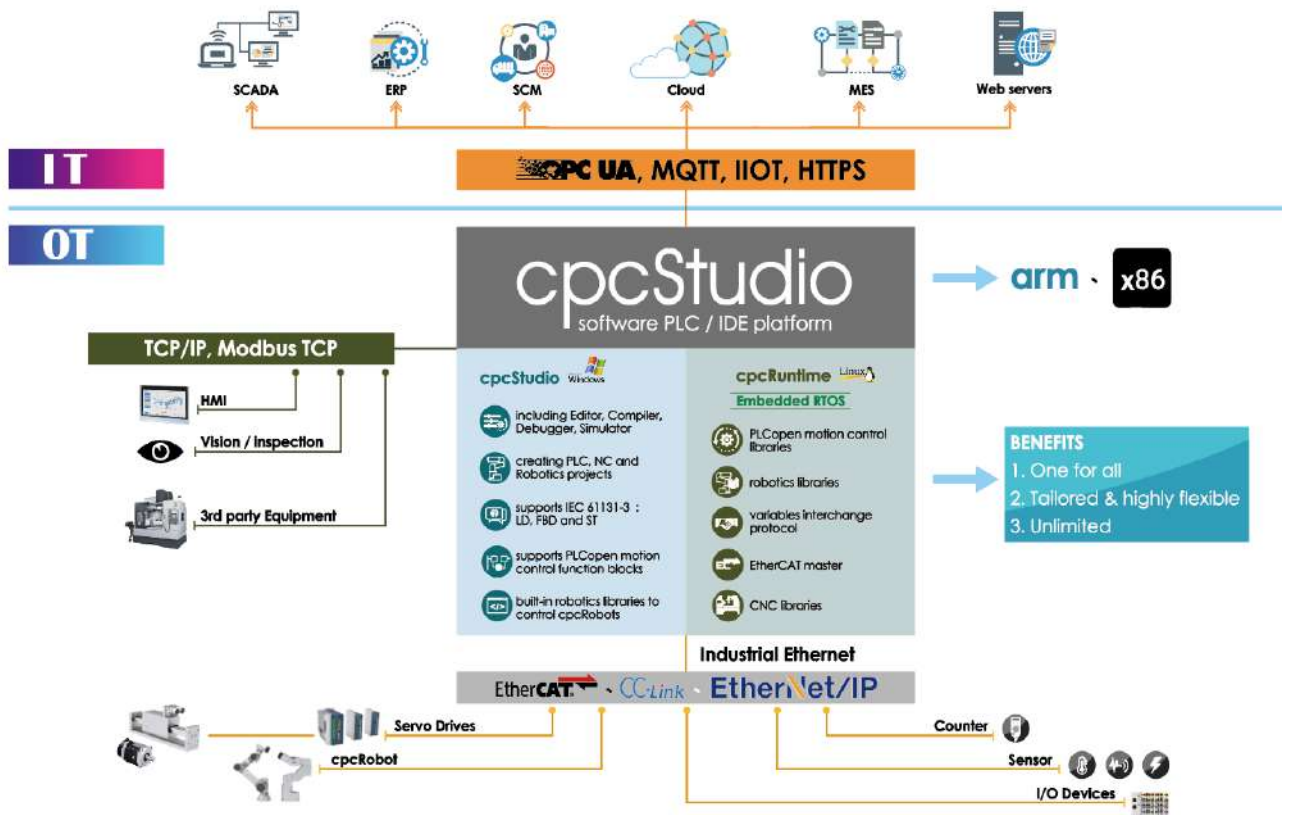 SCADA
ERP
SCM
Cloud
MES
Web servers
IT
OPC UA, MQTT, IIOT, HTTPS
OT
cpcStudio
software PLC / IDE platform
arm 、 x86
TCP/IP, Modbus TCP
HMI
Vision / inspection
3rd party Equipment
cpcStudio Windows
including Editor, Compiler,
Debugger, Simulator
creating PLC, NC and
Robotics projects
supports IEC 61131-3 :
LD, FBD and ST
supports PLCopen motion
control function blocks
built-in robotics libraries to
control cpcRobots
cpcRuntime Linux
Embedded RTOS
PLCopen motion control
libraries
robotics libraries
variables interchange
protocol
EtherCAT master
CNC libraries
BENEFITS
1. One for all
2. Tailored & highly flexible
3. Unlimited
Industrial Ethernet
EtherCAT 、 CC-Link 、 EtherNet/IP
Servo Drives
cpcRobot
Counter
Sensor
I/O Devices